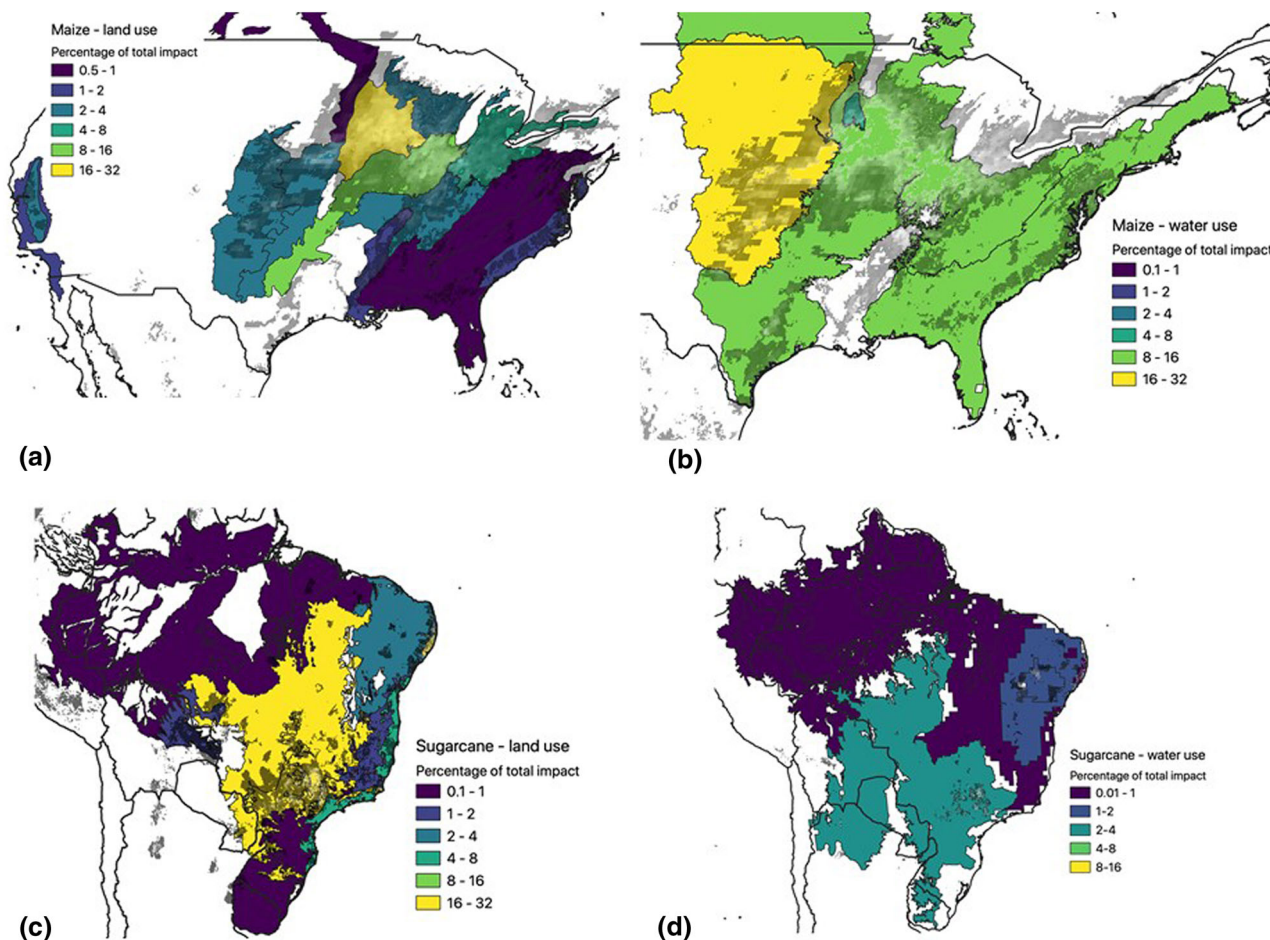 Maize - land use
Percentage of total impact
0.5 - 1
1 - 2
2 - 4
4 - 8
8 - 16
16 - 32
(a)
Maize - water use
Percentage of total impact
0.1 - 1
1 - 2
2 - 4
4 - 8
8 - 16
16 - 32
(b)
Sugarcane - land use
Percentage of total impact
0.1 - 1
1 - 2
2 - 4
4 - 8
8 - 16
16 - 32
(c)
Sugarcane - water use
Percentage of total impact
0.01 - 1
1-2
2-4
4-8
8-16
(d)